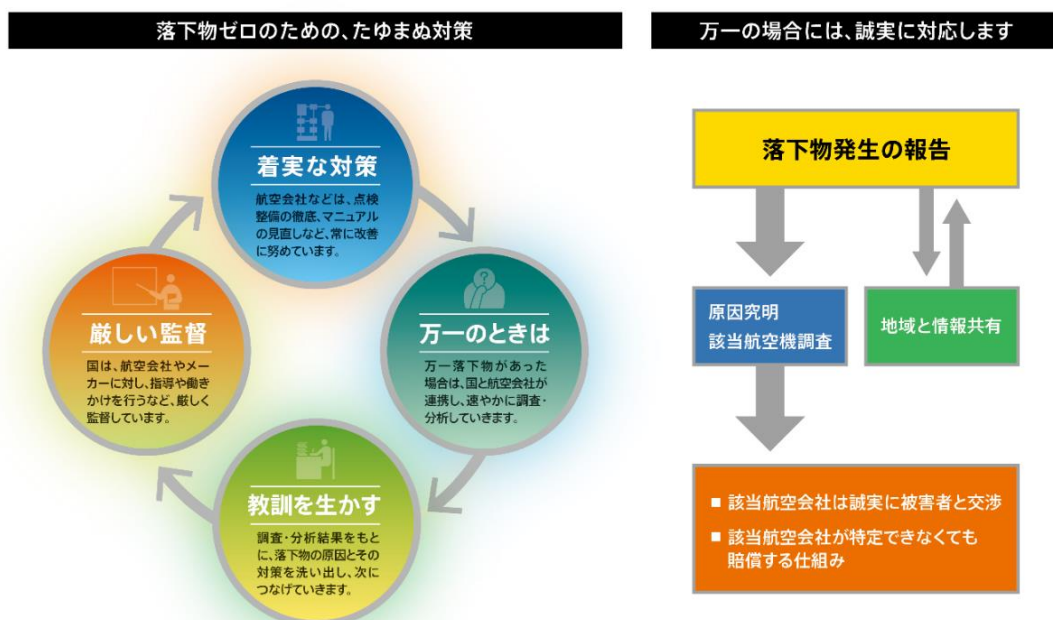 落下物ゼロのための、たゆまぬ対策
着実な対策
航空会社などは、点検
整備の徹底、マニュアル
の見直しなど、常に改善
に努めています。
万一のときは
万一落下物があった
場合は、国と航空会社が
連携し、速やかに調査・
分析していきます。
教訓を生かす
調査・分析結果をもと
に、落下物の原因とその
対策を洗い出し、次に
つなげていきます。
厳しい監督
国は、航空会社やメー
カーに対し、指導や働き
かけを行うなど、厳しく
監督しています。
万一の場合には、誠実に対応します
落下物発生の報告
原因究明
該当航空機調査
地域と情報共有
■ 該当航空会社は誠実に被害者と交渉
■ 該当航空会社が特定できなくても
賠償する仕組み